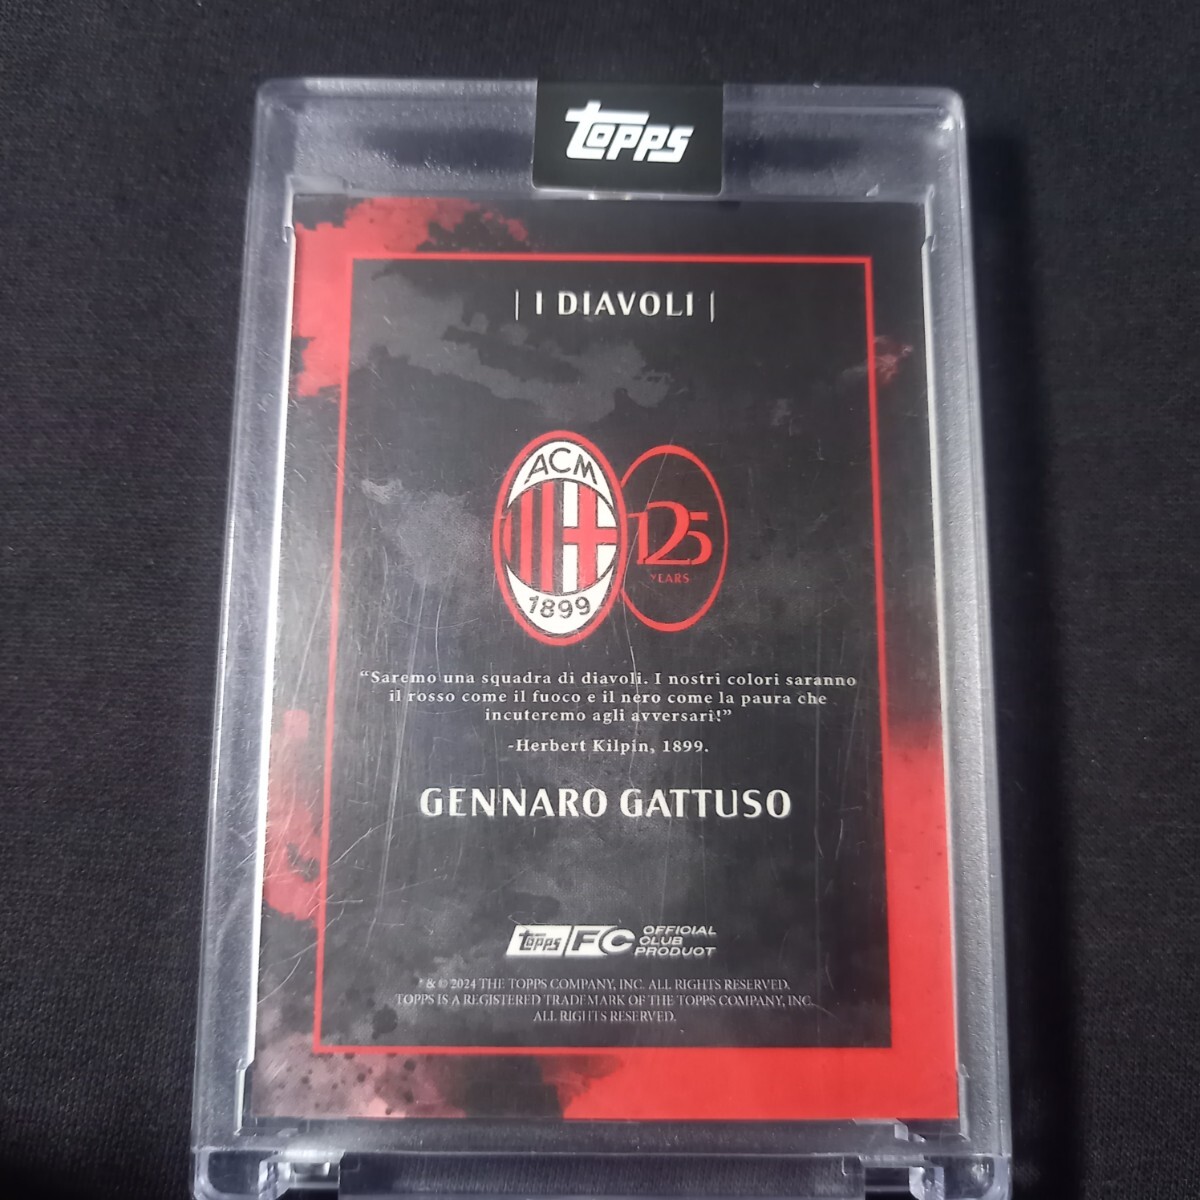 topps
| I DIAVOLI |
ACM
1899
125
YEARS
“Saremo una squadra di diavoli. I nostri colori saranno
il rosso come il fuoco e il nero come la paura che
incuteremo agli avversari!”
-Herbert Kilpin, 1899.
GENNARO GATTUSO
topps FC OFFICIAL
CLUB
PRODUCT
® & © 2024 THE TOPPS COMPANY, INC. ALL RIGHTS RESERVED.
TOPPS IS A REGISTERED TRADEMARK OF THE TOPPS COMPANY, INC.
ALL RIGHTS RESERVED.